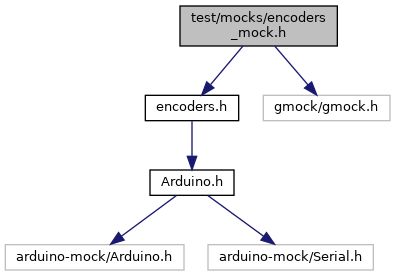 test/mocks/encoders
_mock.h
encoders.h
gmock/gmock.h
Arduino.h
arduino-mock/Arduino.h
arduino-mock/Serial.h